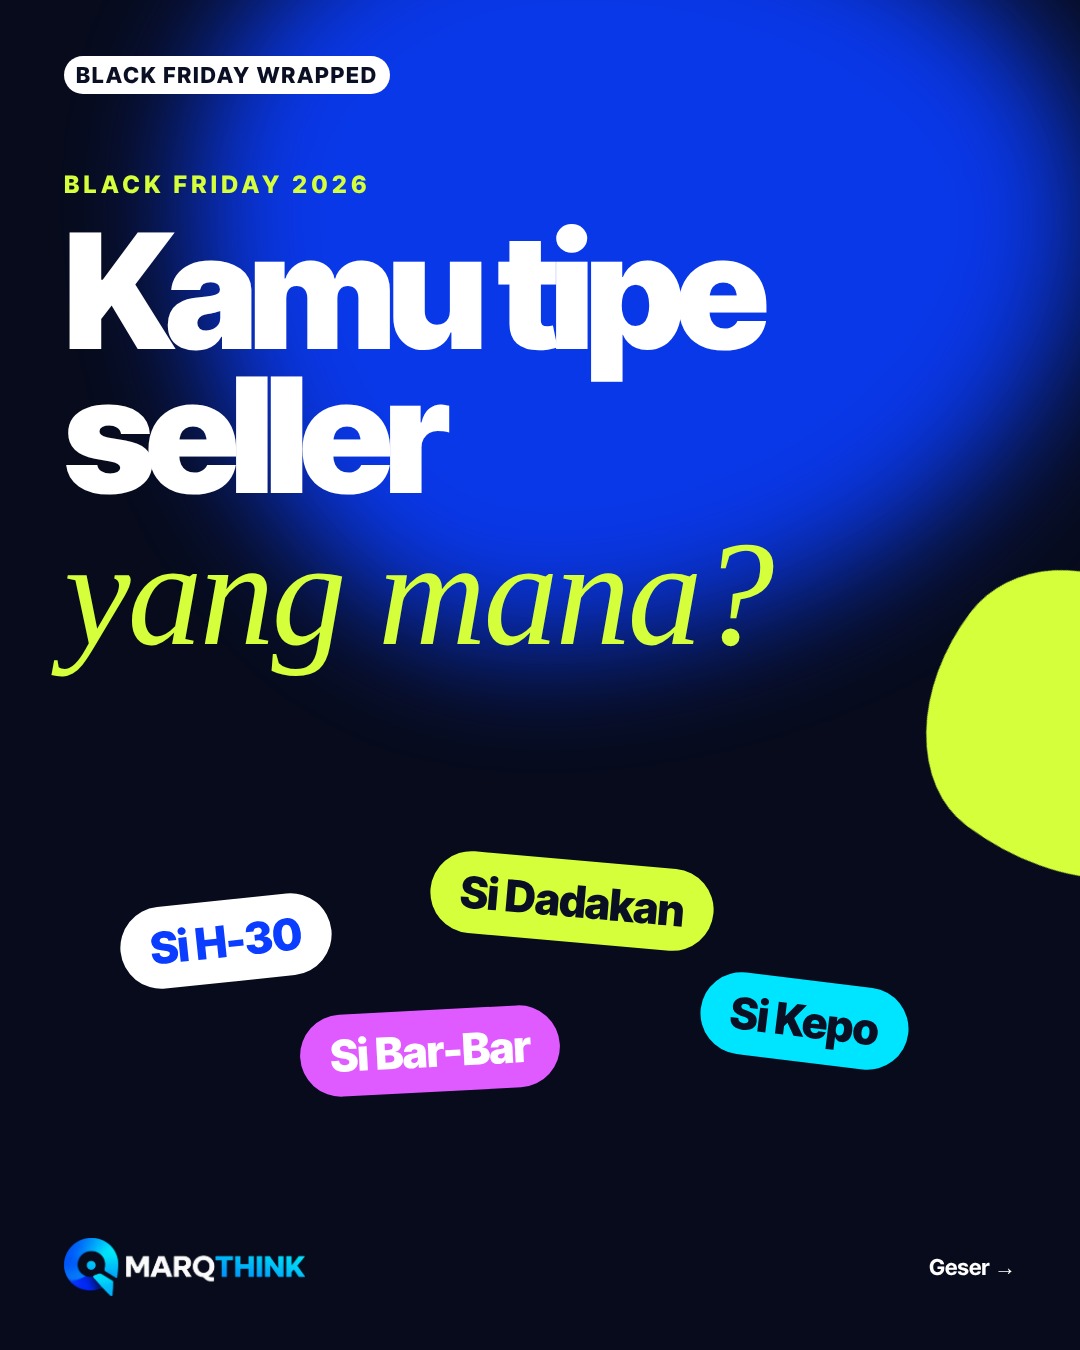 BLACK FRIDAY WRAPPED
BLACK FRIDAY 2026
Kamu tipe
seller
yang mana?
Si Dadakan
Si H-30
Si Kepo
Si Bar-Bar
MARQTHINK
Geser →